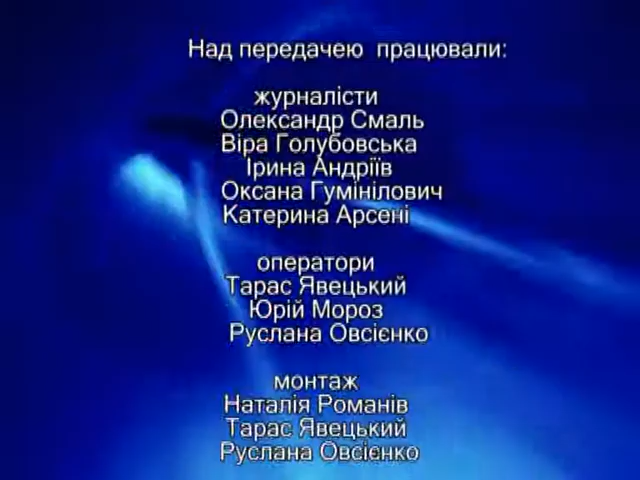 Над передачею працювали:
журналісти
Олександр Смаль
Віра Голубовська
Ірина Андріїв
Оксана Гумінілович
Катерина Арсені
оператори
Тарас Явецький
Юрій Мороз
Руслана Овсієнко
монтаж
Наталія Романів
Тарас Явецький
Руслана Овсієнко